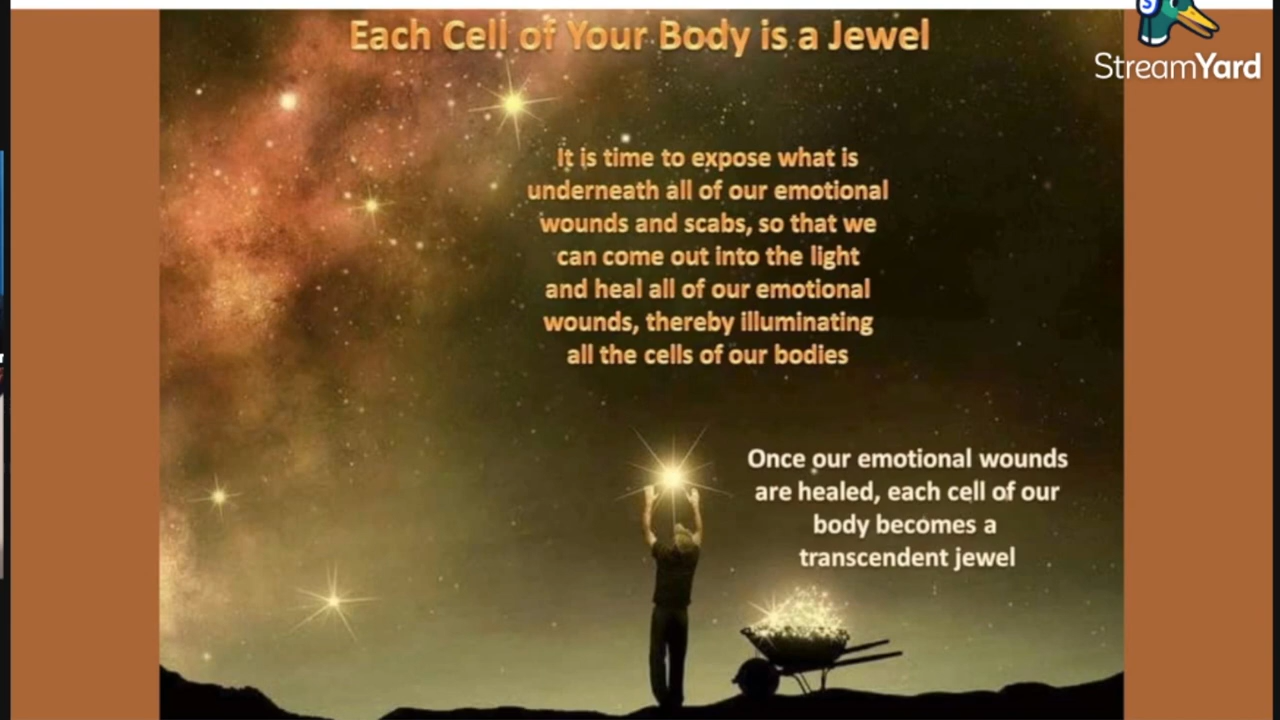 Each Cell of Your Body is a Jewel
StreamYard
It is time to expose what is
underneath all of our emotional
wounds and scabs, so that we
can come out into the light
and heal all of our emotional
wounds, thereby illuminating
all the cells of our bodies
Once our emotional wounds
are healed, each cell of our
body becomes a
transcendent jewel